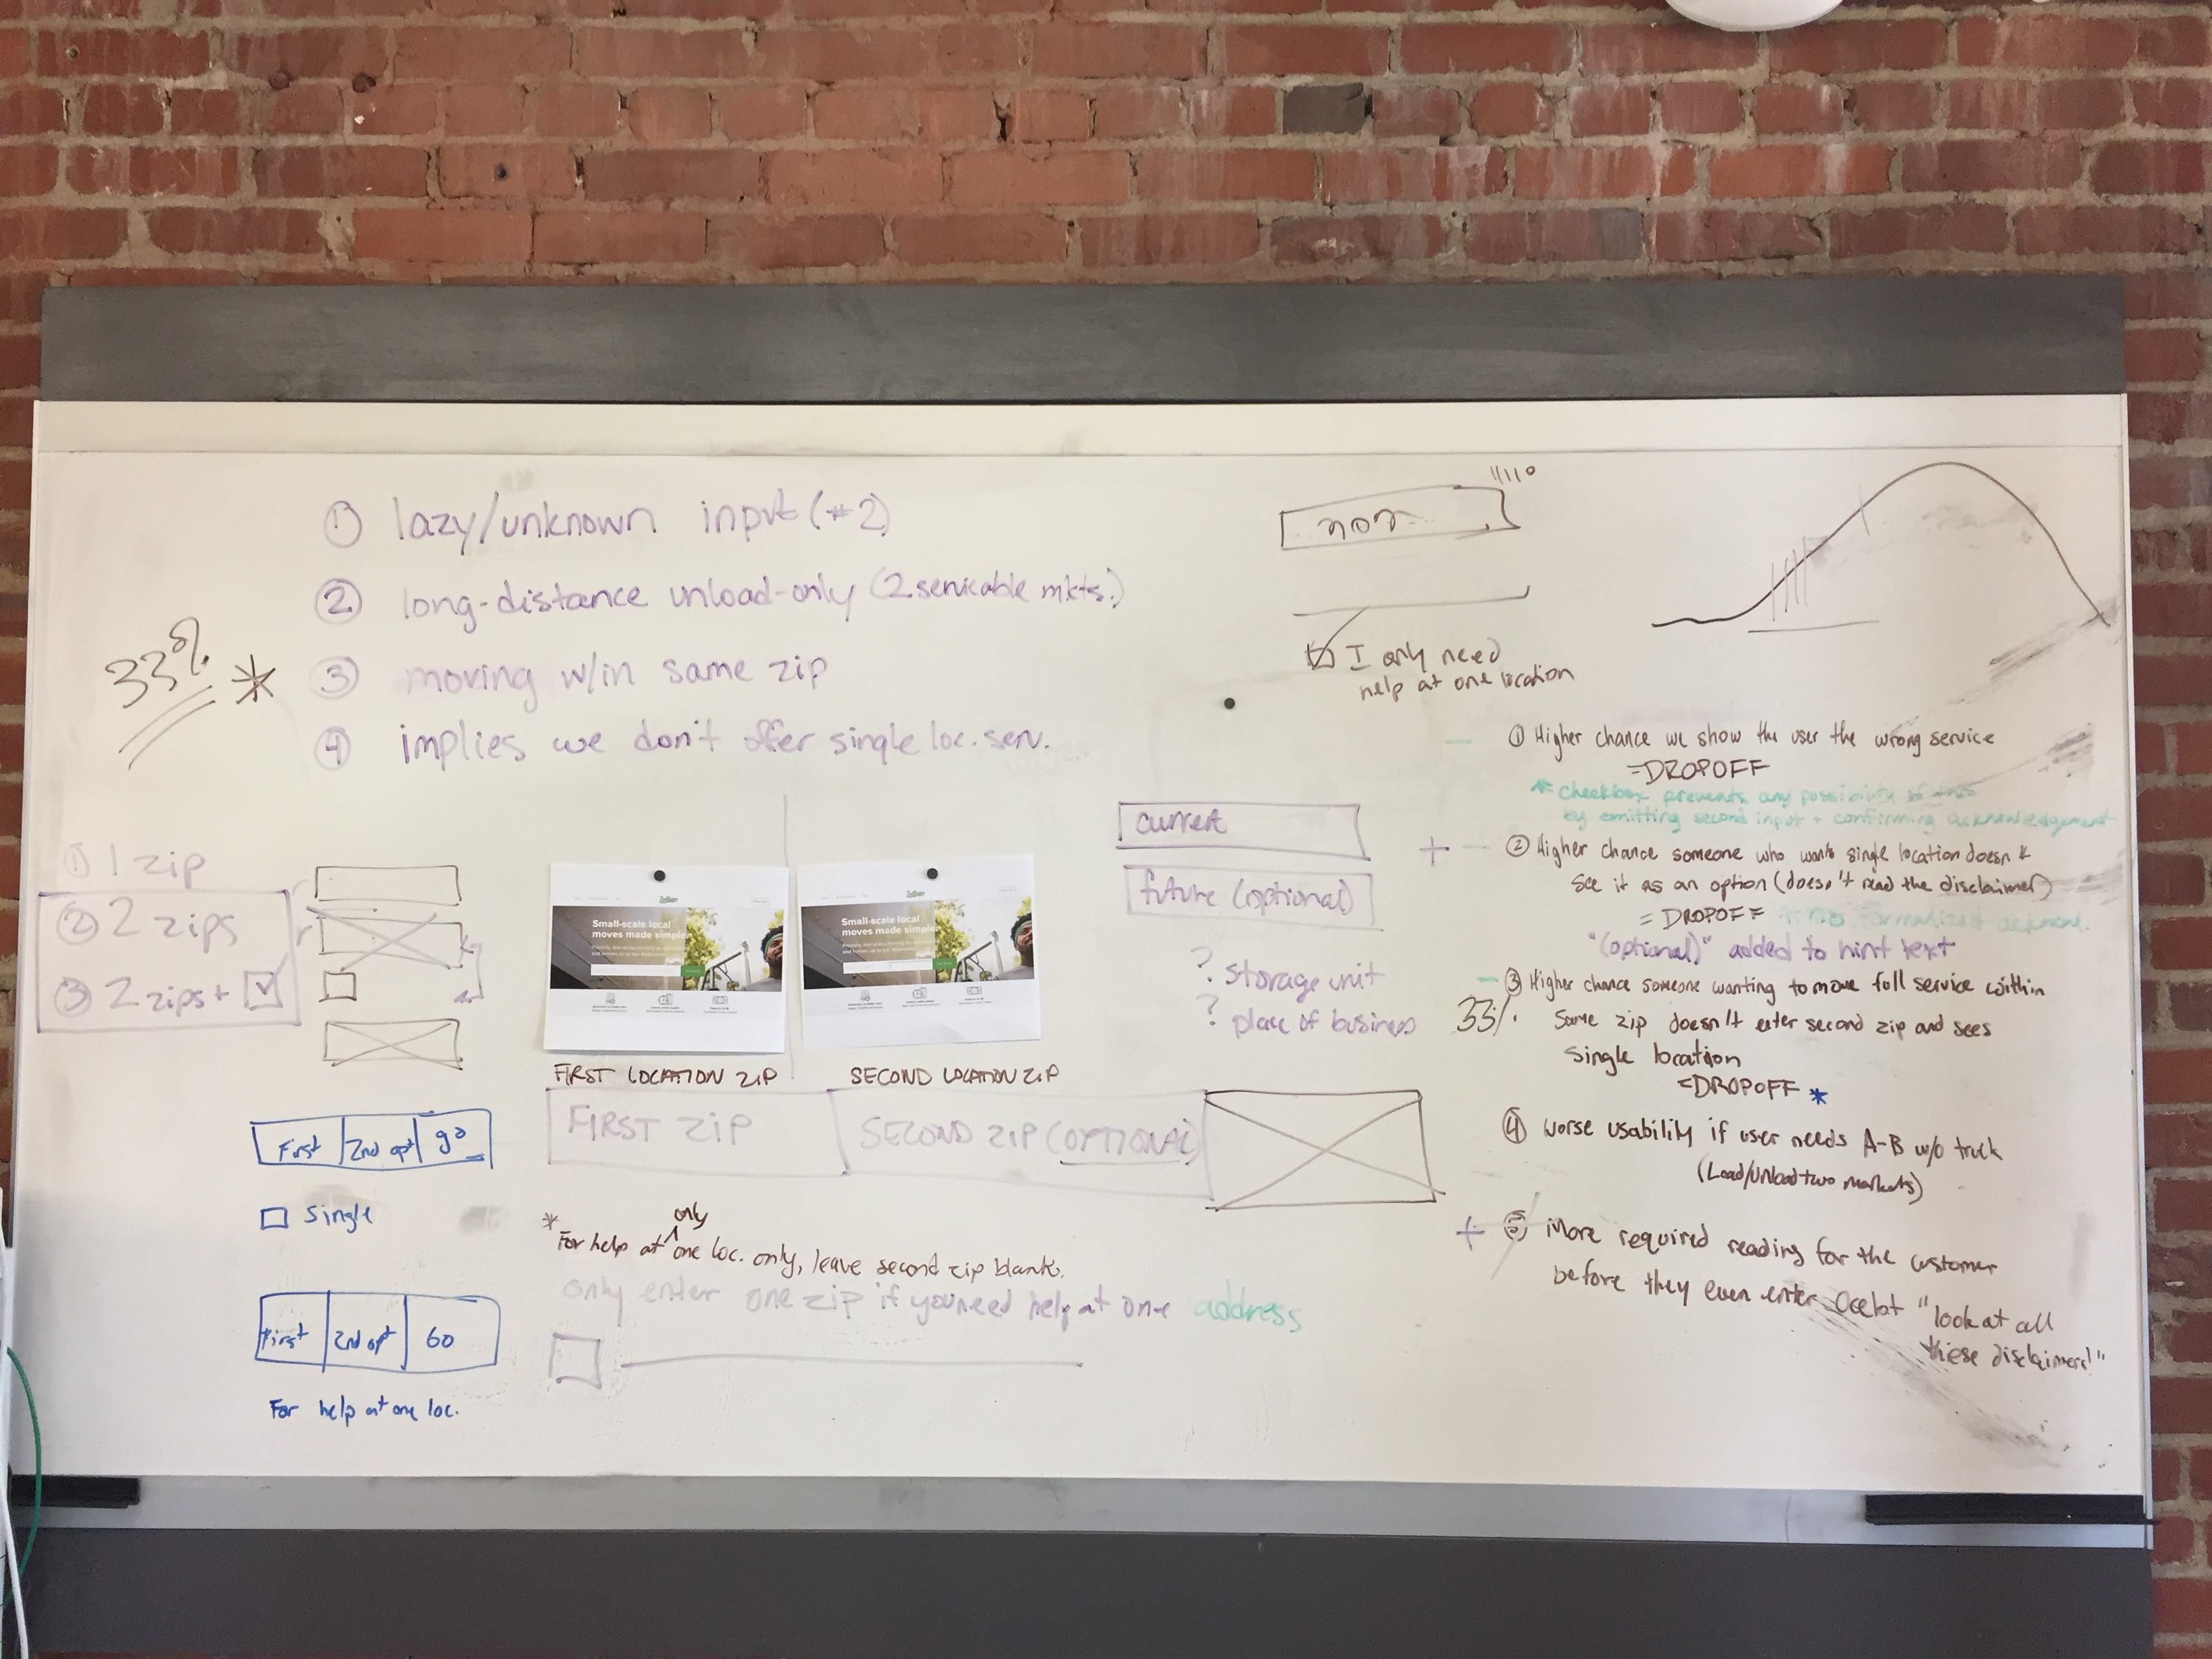 ① lazy/unknown input (#2)
② long-distance unload-only (2 servicable mkts.)
33% * ③ moving w/in same zip
④ implies we don't offer single loc. serv.
I only need
help at one location
① 1 zip
② 2 zips
③ 2 zips +
First 2nd opt go
single
First 2nd opt GO
For help at one loc.
Small-scale local
moves made simple.
Small-scale local
moves made simple.
FIRST LOCATION ZIP
SECOND LOCATION ZIP
FIRST ZIP
SECOND ZIP (OPTIONAL)
* only
For help at one loc. only, leave second zip blank.
only enter one zip if you need help at one address
current
future (optional)
? storage unit
? place of business
– ① Higher chance we show the user the wrong service
=DROPOFF
* checkbox prevents any possibility of this
by omitting second input + confirming acknowledgement
+ – ② Higher chance someone who wants single location doesn't
see it as an option (doesn't read the disclaimer)
= DROPOFF * no formalized acknow.
"(optional)" added to hint text
– ③ Higher chance someone wanting to move full service within
33% same zip doesn't enter second zip and sees
single location
=DROPOFF *
④ worse usability if user needs A-B w/o truck
(Load/Unload two markets)
+ ⑤ More required reading for the customer
before they even enter Ocelot "look at all
these disclaimers!"